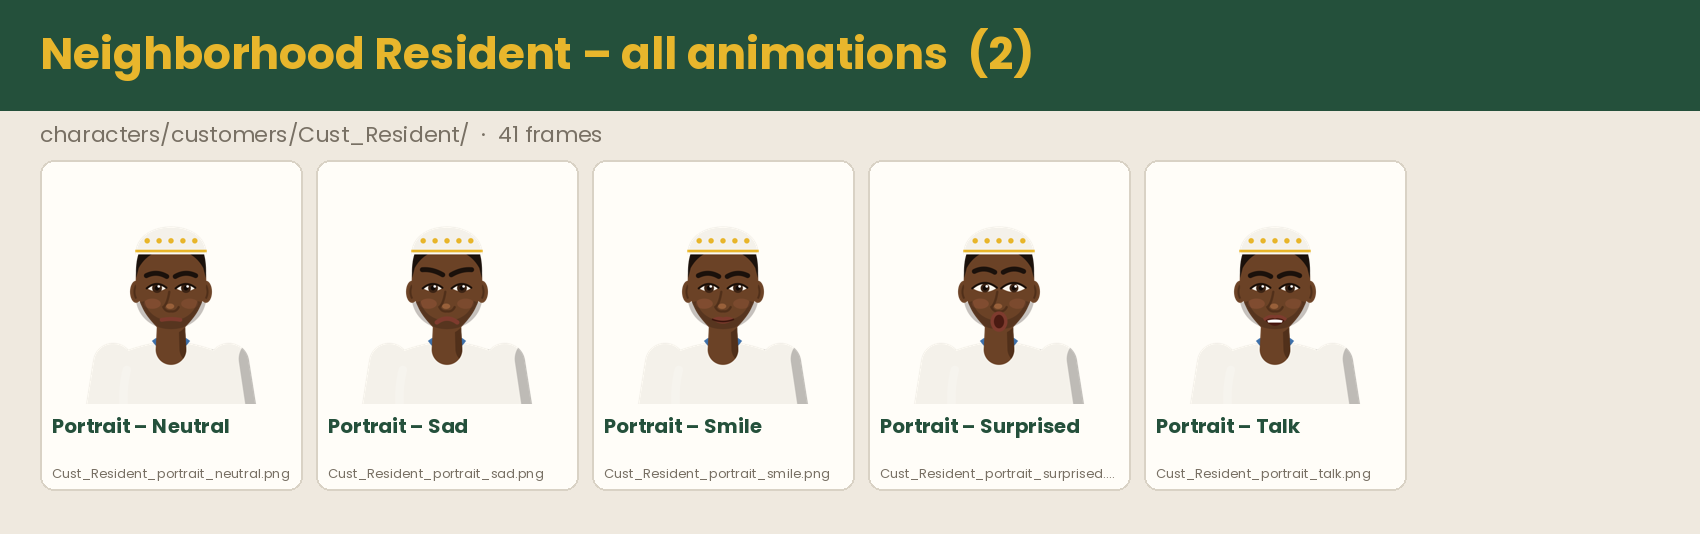 Neighborhood Resident – all animations (2)
characters/customers/Cust_Resident/ · 41 frames
Portrait – Neutral
Cust_Resident_portrait_neutral.png
Portrait – Sad
Cust_Resident_portrait_sad.png
Portrait – Smile
Cust_Resident_portrait_smile.png
Portrait – Surprised
Cust_Resident_portrait_surprised....
Portrait – Talk
Cust_Resident_portrait_talk.png